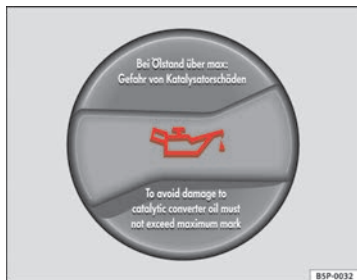 Bei Ölstand über max:
Gefahr von Katalysatorschäden
To avoid damage to
catalytic converter oil must
not exceed maximum mark
B5P-0032